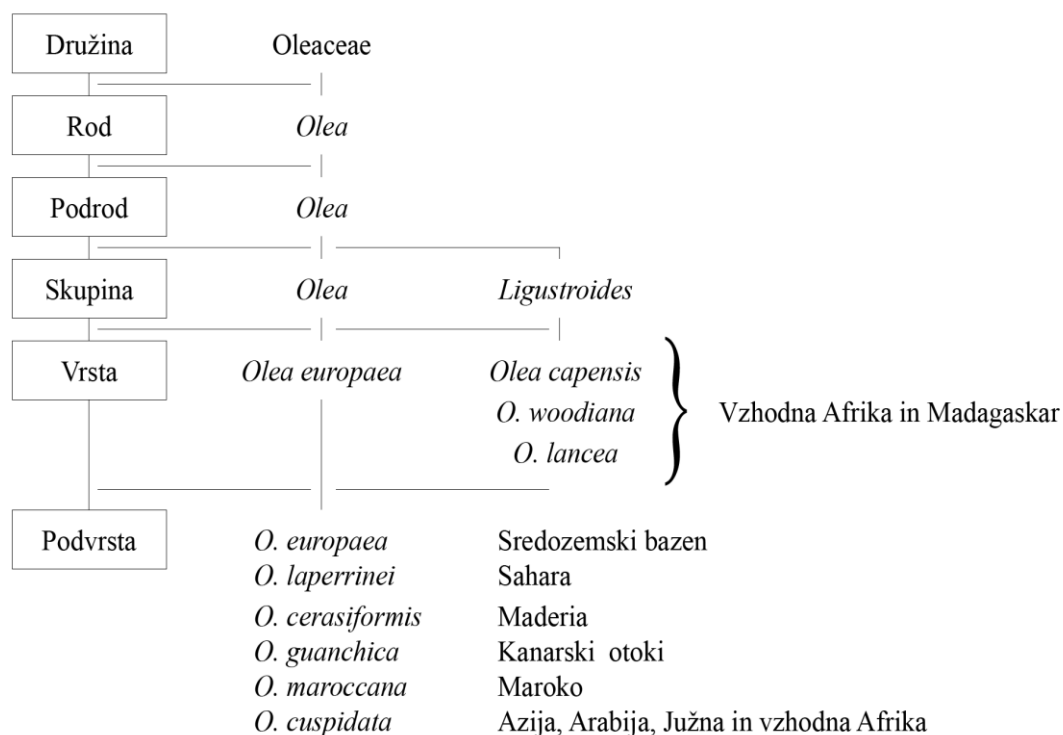 Družina Oleaceae
Rod Olea
Podrod Olea
Skupina Olea Ligustroides
Vrsta Olea europaea Olea capensis
O. woodiana Vzhodna Afrika in Madagaskar
O. lancea
Podvrsta O. europaea Sredozemski bazen
O. laperrinei Sahara
O. cerasiformis Maderia
O. guanchica Kanarski otoki
O. maroccana Maroko
O. cuspidata Azija, Arabija, Južna in vzhodna Afrika